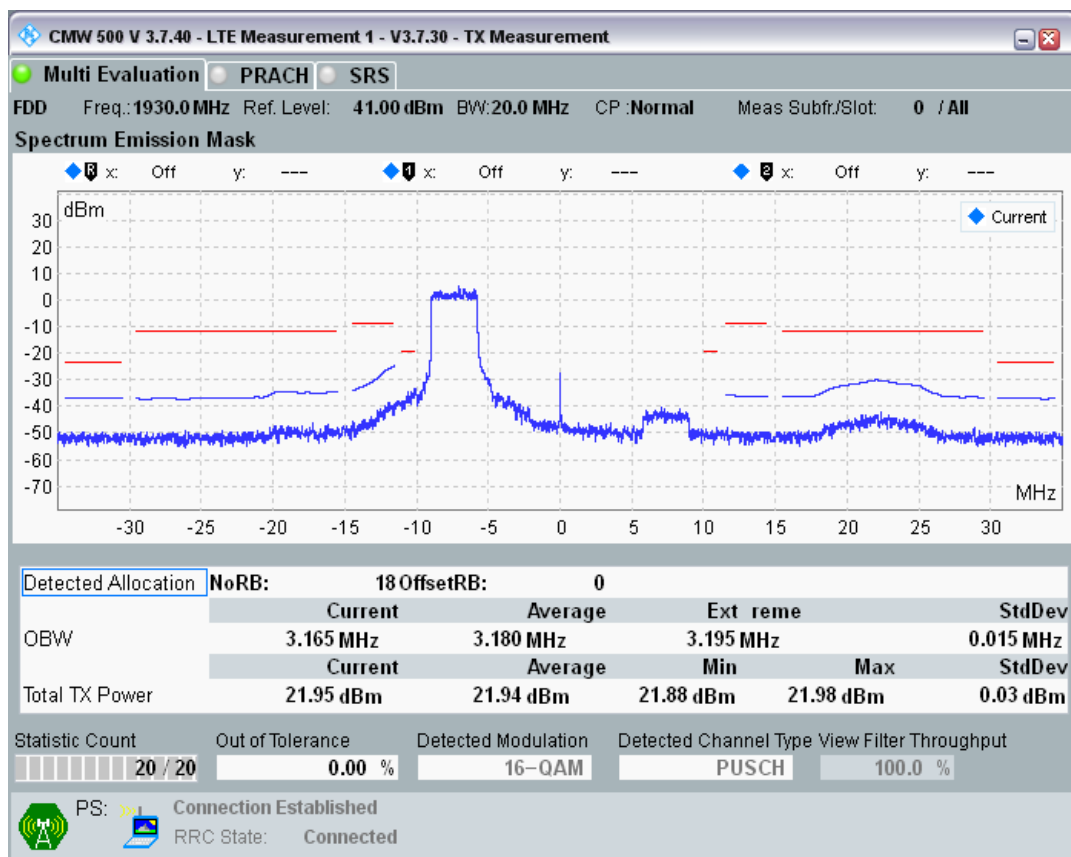 CMW 500 V 3.7.40 - LTE Measurement 1 - V3.7.30 - TX Measurement
Multi Evaluation PRACH SRS
FDD Freq.: 1930.0 MHz Ref. Level: 41.00 dBm BW: 20.0 MHz CP : Normal Meas Subfr./Slot: 0 / All
Spectrum Emission Mask
R x: Off y: --- 1 x: Off y: --- 2 x: Off y: ---
dBm
Current
30
20
10
0
-10
-20
-30
-40
-50
-60
-70
MHz
-30 -25 -20 -15 -10 -5 0 5 10 15 20 25 30
Detected Allocation NoRB: 18 OffsetRB: 0
Current Average Ext reme StdDev
OBW 3.165 MHz 3.180 MHz 3.195 MHz 0.015 MHz
Current Average Min Max StdDev
Total TX Power 21.95 dBm 21.94 dBm 21.88 dBm 21.98 dBm 0.03 dBm
Statistic Count Out of Tolerance Detected Modulation Detected Channel Type View Filter Throughput
20 / 20 0.00 % 16-QAM PUSCH 100.0 %
PS: Connection Established
RRC State: Connected